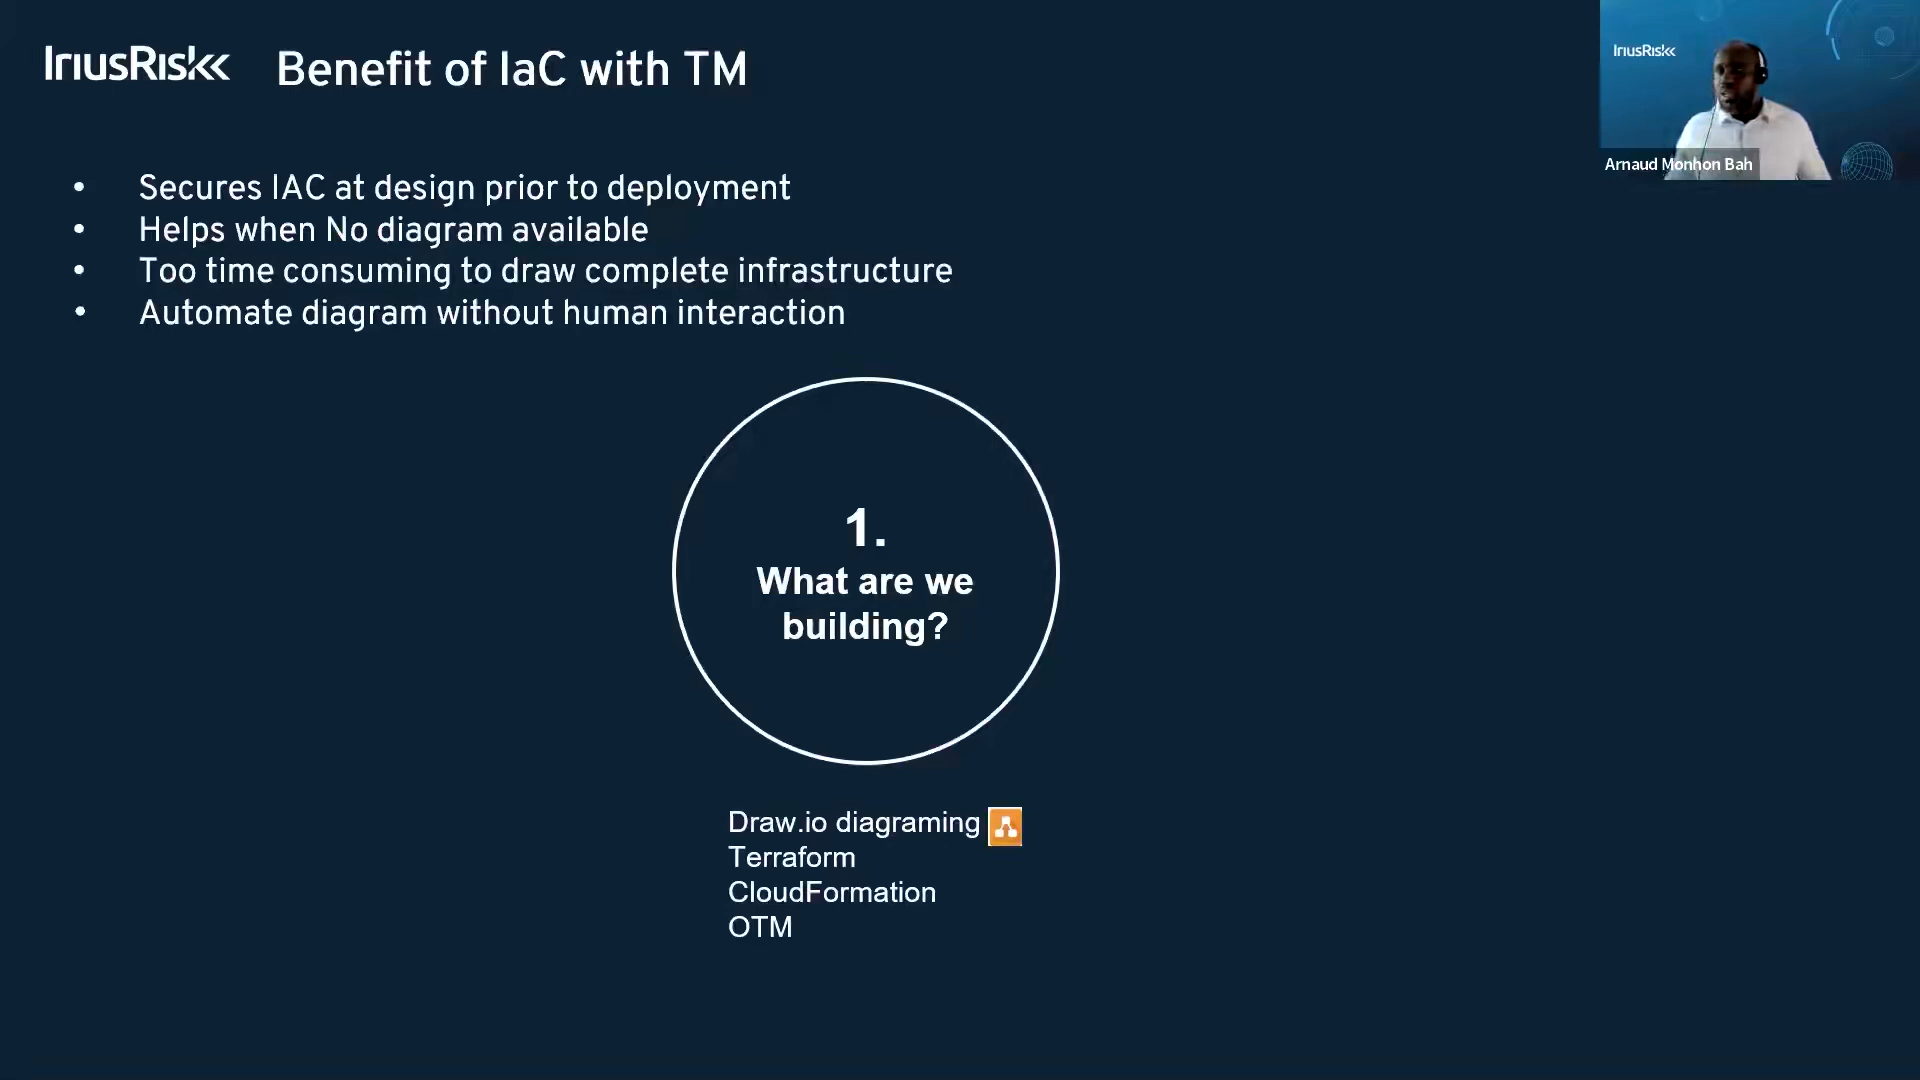 IriusRisk
Benefit of IaC with TM
IriusRisk
Arnaud Monhon Bah
• Secures IAC at design prior to deployment
• Helps when No diagram available
• Too time consuming to draw complete infrastructure
• Automate diagram without human interaction
1.
What are we
building?
Draw.io diagraming
Terraform
CloudFormation
OTM